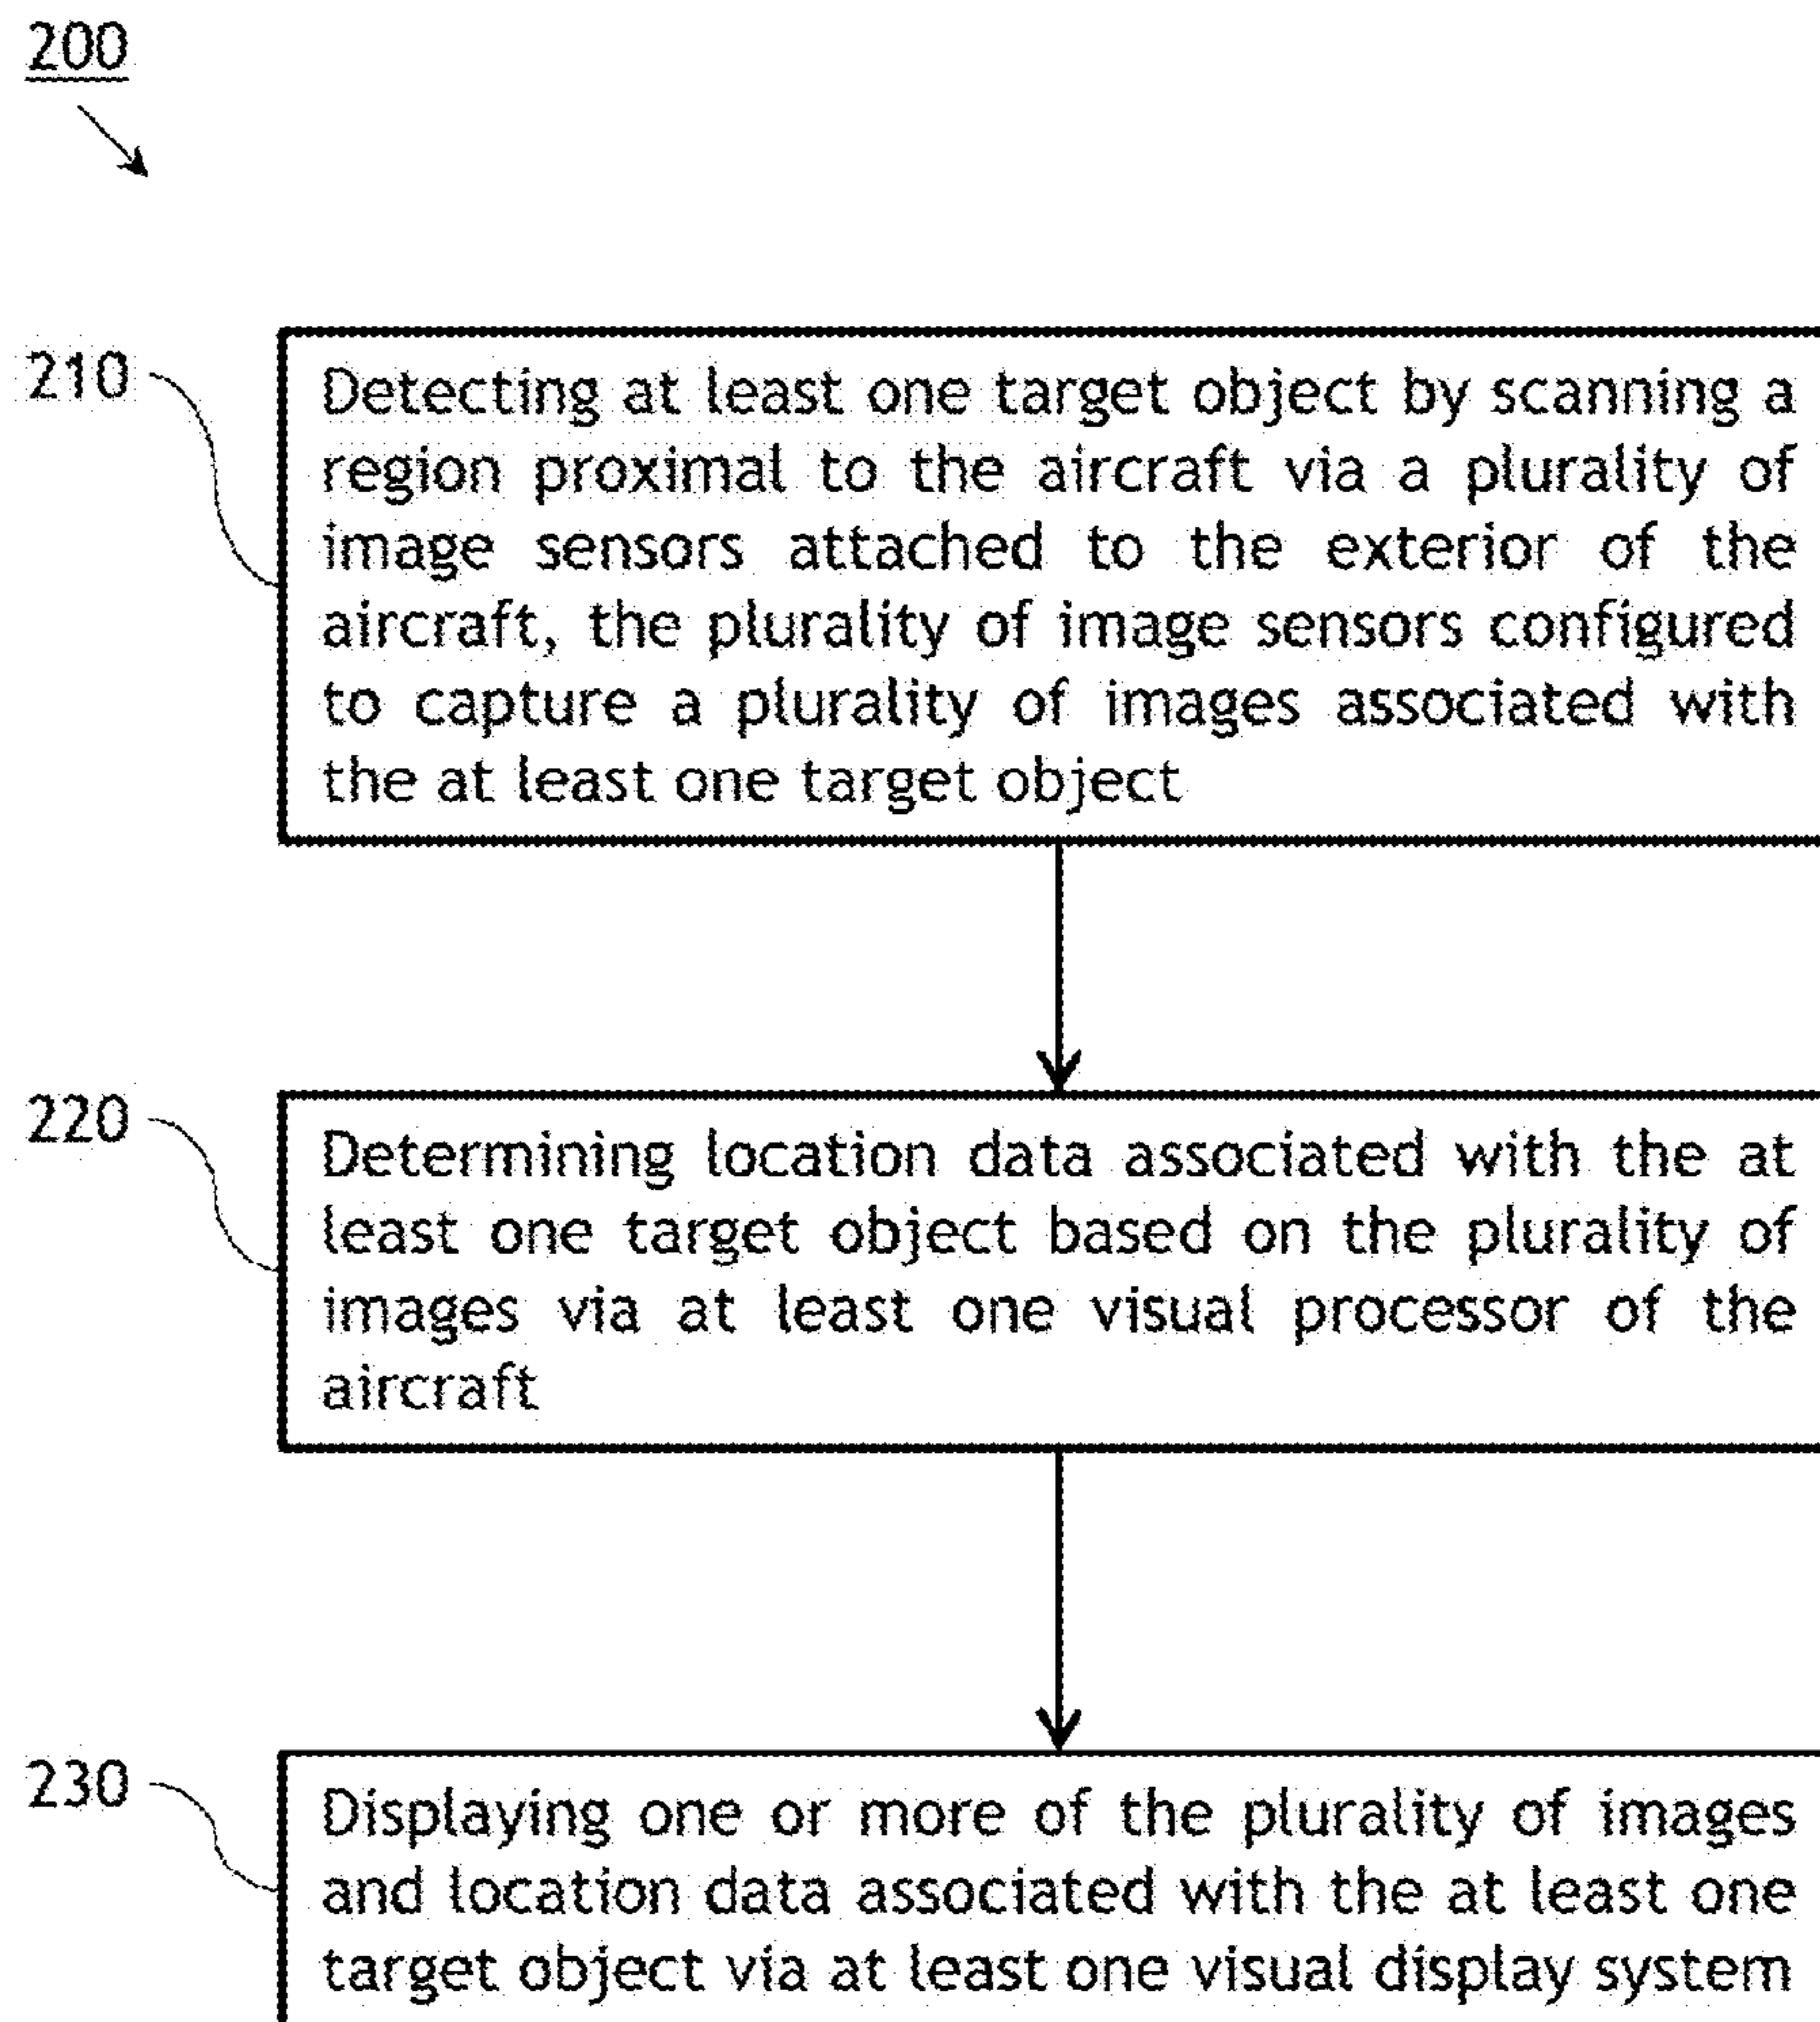 200
210
Detecting at least one target object by scanning a
region proximal to the aircraft via a plurality of
image sensors attached to the exterior of the
aircraft, the plurality of image sensors configured
to capture a plurality of images associated with
the at least one target object
220
Determining location data associated with the at
least one target object based on the plurality of
images via at least one visual processor of the
aircraft
230
Displaying one or more of the plurality of images
and location data associated with the at least one
target object via at least one visual display system